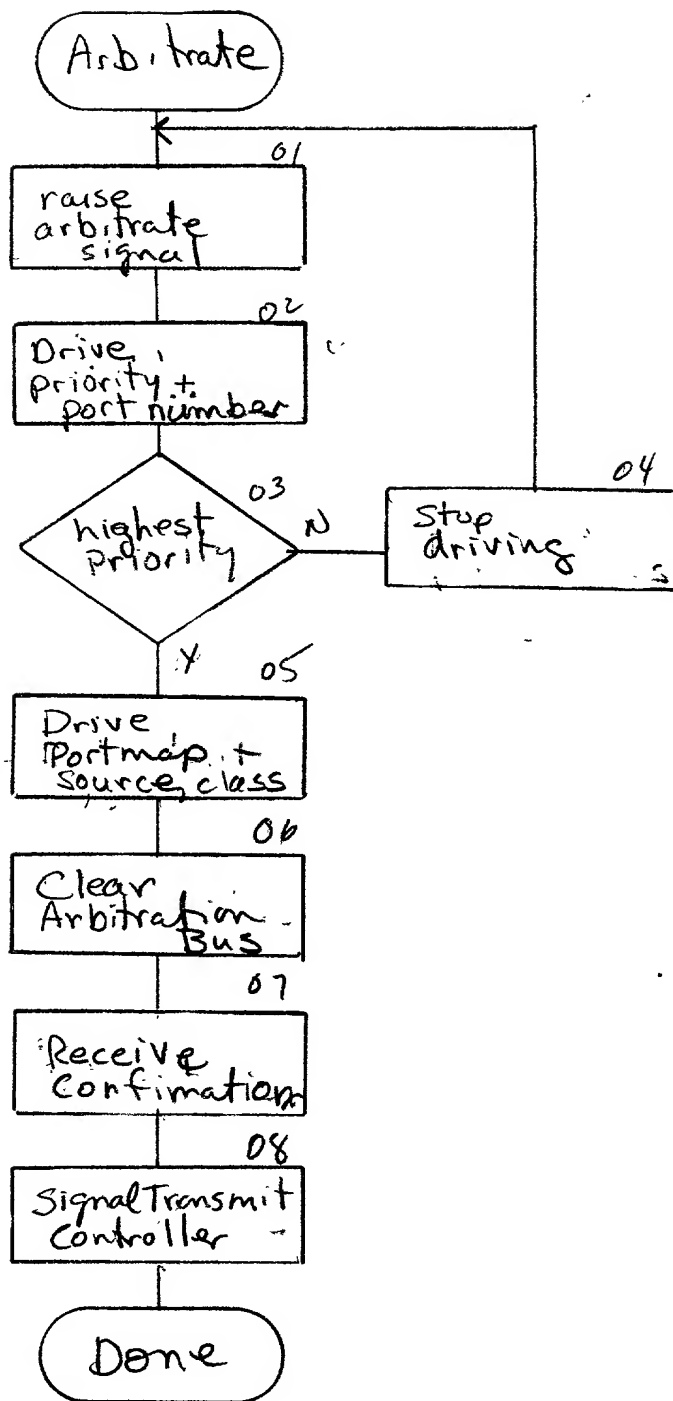 Arbitrate
01
raise
arbitrate
signal
02
Drive
priority +
port number
03
highest
priority
N
04
Stop
driving
Y
05
Drive
Portmap +
source class
06
Clear
Arbitration
Bus
07
Receive
Confimation
08
Signal Transmit
Controller
Done